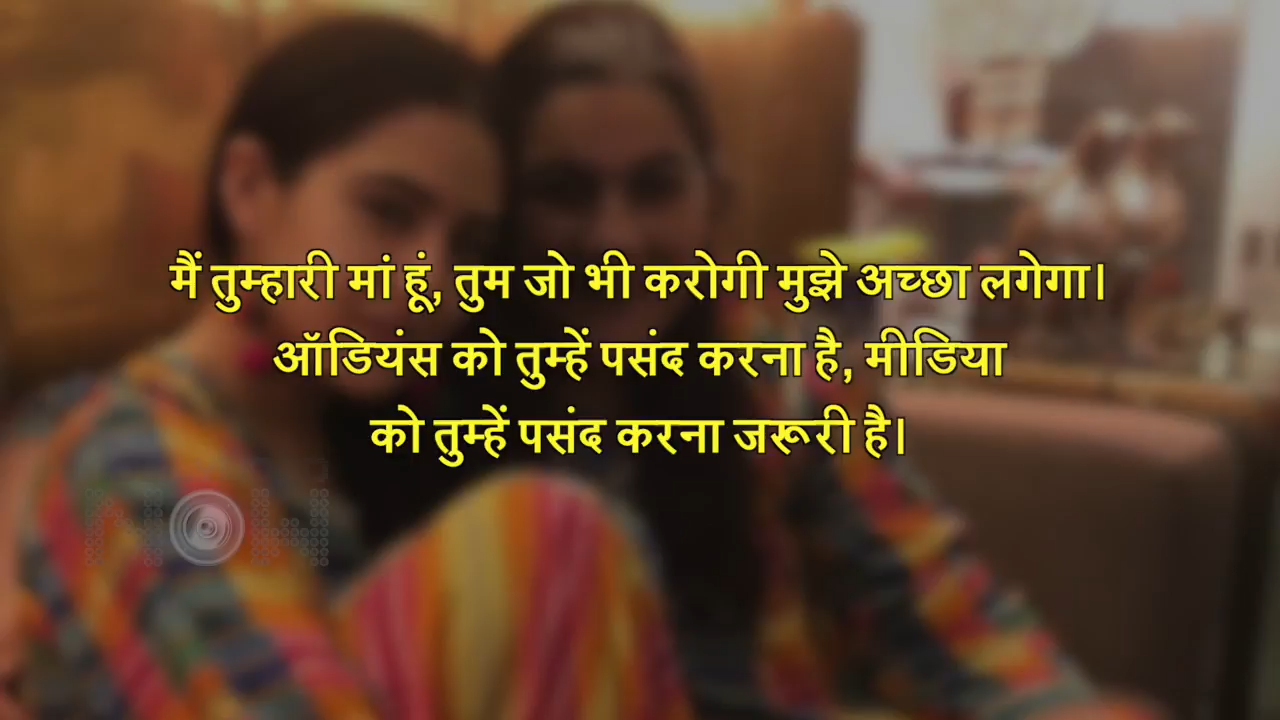 मैं तुम्हारी मां हूं, तुम जो भी करोगी मुझे अच्छा लगेगा।
ऑडियंस को तुम्हें पसंद करना है, मीडिया
को तुम्हें पसंद करना जरूरी है।